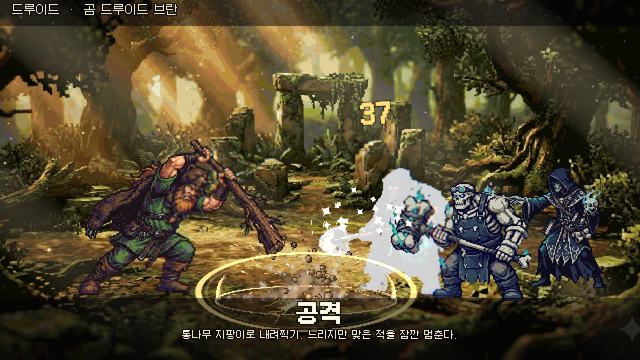 드루이드 · 곰 드루이드 브란
37
공격
통나무 지팡이로 내려찍기. 느리지만 맞은 적을 잠깐 멈춘다.